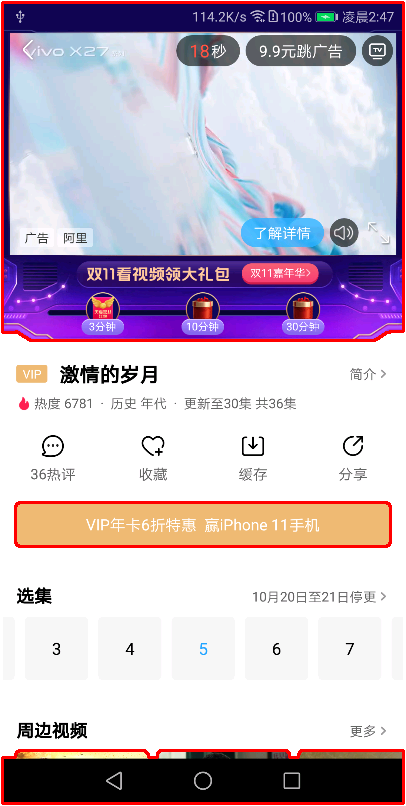 114.2K/s 100% 凌晨2:47
vivo X27
18秒 9.9元跳广告
TV
广告 阿里 了解详情
双11看视频领大礼包 双11嘉年华>
3分钟 10分钟 30分钟
VIP 激情的岁月 简介 >
热度 6781 · 历史 年代 · 更新至30集 共36集
36热评 收藏 缓存 分享
VIP年卡6折特惠 赢iPhone 11手机
选集 10月20日至21日停更 >
3 4 5 6 7
周边视频 更多 >